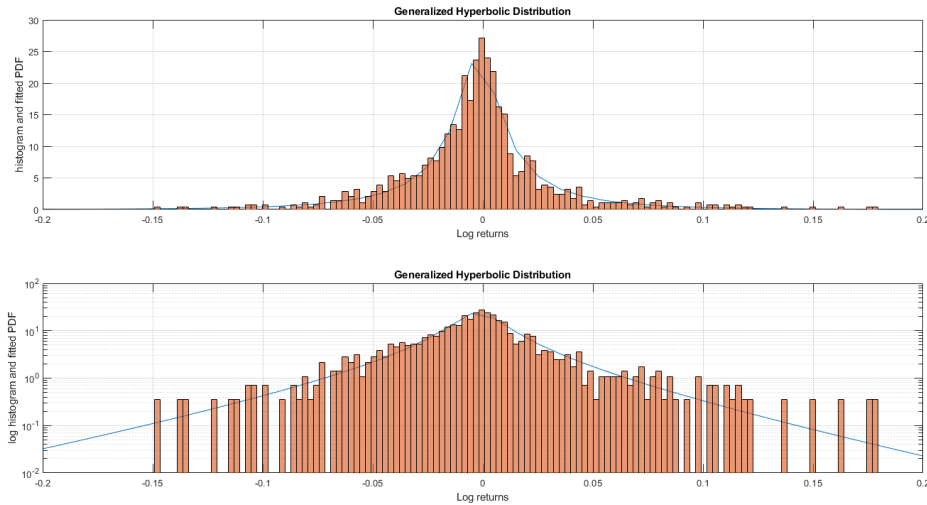 Generalized Hyperbolic Distribution
30
25
20
15
10
5
0
histogram and fitted PDF
-0.2 -0.15 -0.1 -0.05 0 0.05 0.1 0.15 0.2
Log returns
Generalized Hyperbolic Distribution
10^2
10^1
10^0
10^-1
10^-2
log histogram and fitted PDF
-0.2 -0.15 -0.1 -0.05 0 0.05 0.1 0.15 0.2
Log returns